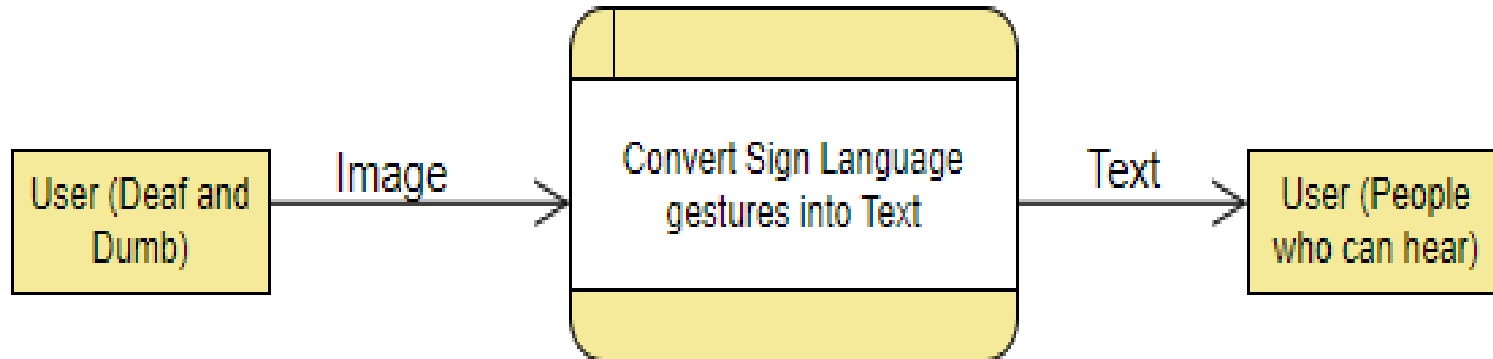 User (Deaf and
Dumb)
Image
Convert Sign Language
gestures into Text
Text
User (People
who can hear)